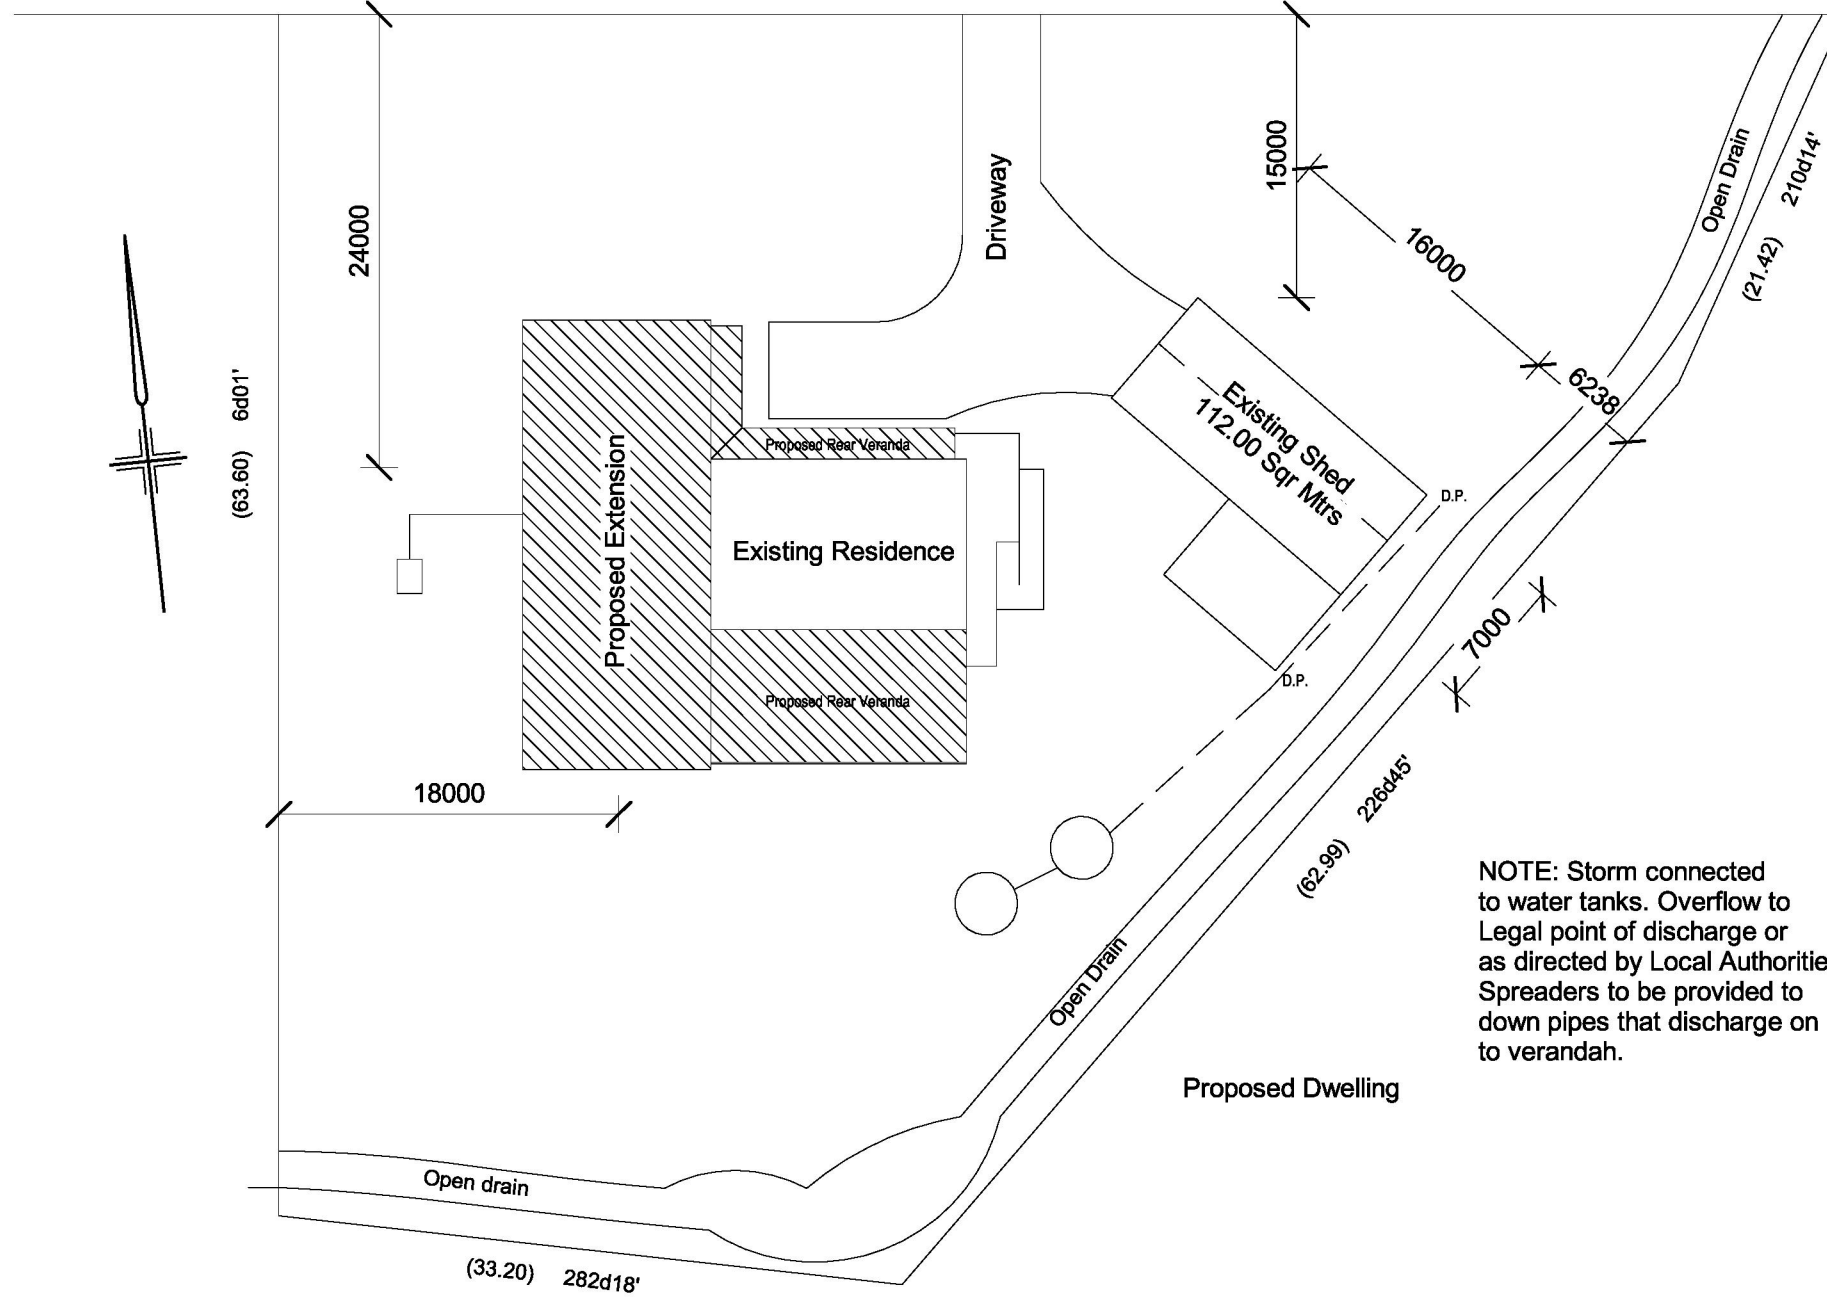 24000
15000
Driveway
Open Drain
210d14'
(21.42)
16000
6238
6d01'
(63.60)
Proposed Extension
Proposed Rear Veranda
Existing Shed
112.00 Sqr Mtrs
D.P.
Existing Residence
7000
D.P.
Proposed Rear Veranda
18000
226d45'
(62.99)
NOTE: Storm connected
to water tanks. Overflow to
Legal point of discharge or
as directed by Local Authoritie
Spreaders to be provided to
down pipes that discharge on
to verandah.
Open Drain
Proposed Dwelling
Open drain
(33.20) 282d18'